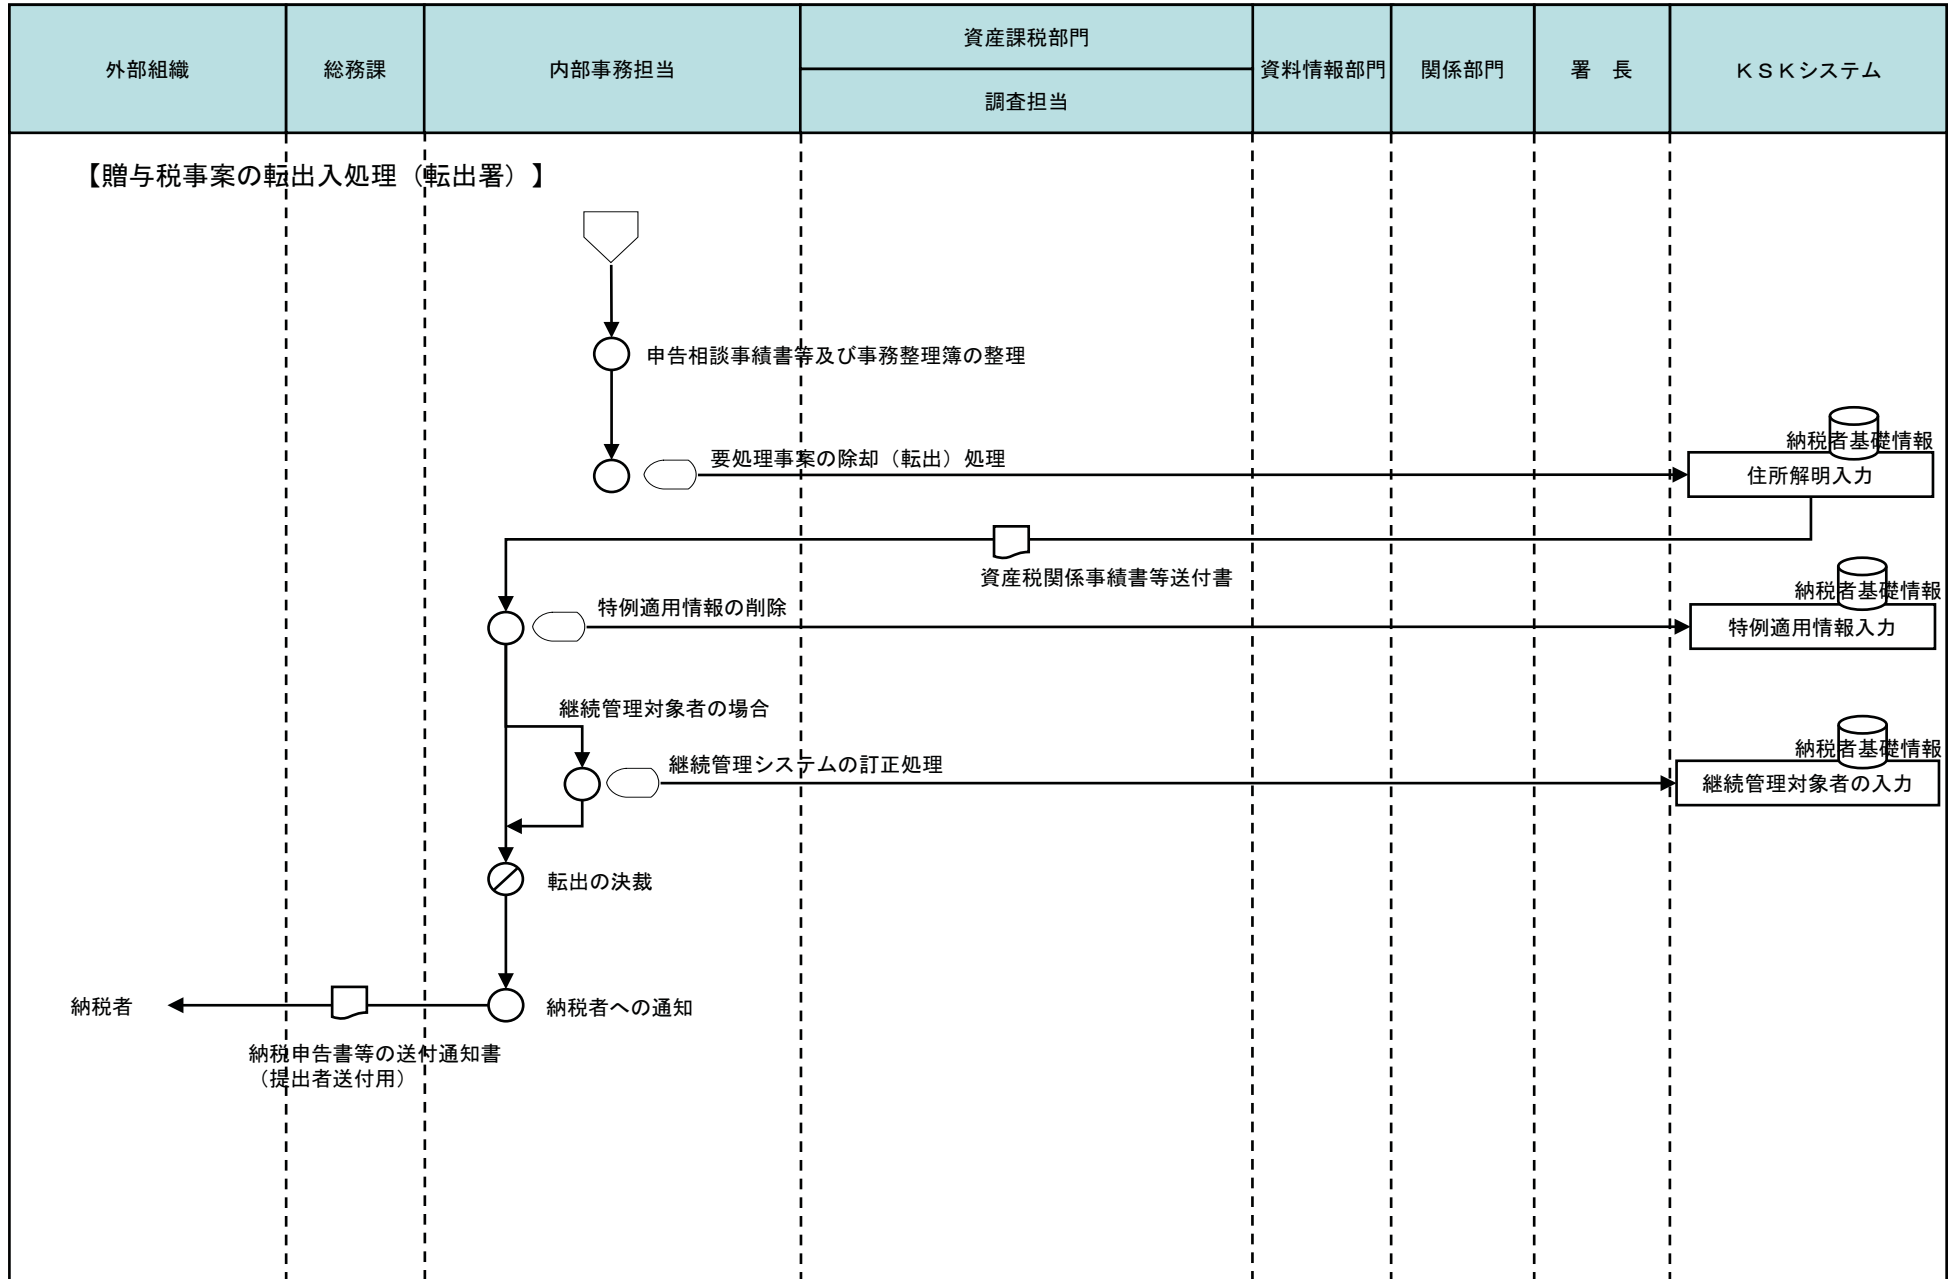 外部組織
総務課
内部事務担当
資産課税部門
調査担当
資料情報部門
関係部門
署　長
ＫＳＫシステム
【贈与税事案の転出入処理（転出署）】
申告相談事績書等及び事務整理簿の整理
要処理事案の除却（転出）処理
納税者基礎情報
住所解明入力
資産税関係事績書等送付書
特例適用情報の削除
納税者基礎情報
特例適用情報入力
継続管理対象者の場合
継続管理システムの訂正処理
納税者基礎情報
継続管理対象者の入力
転出の決裁
納税者
納税者への通知
納税申告書等の送付通知書
（提出者送付用）